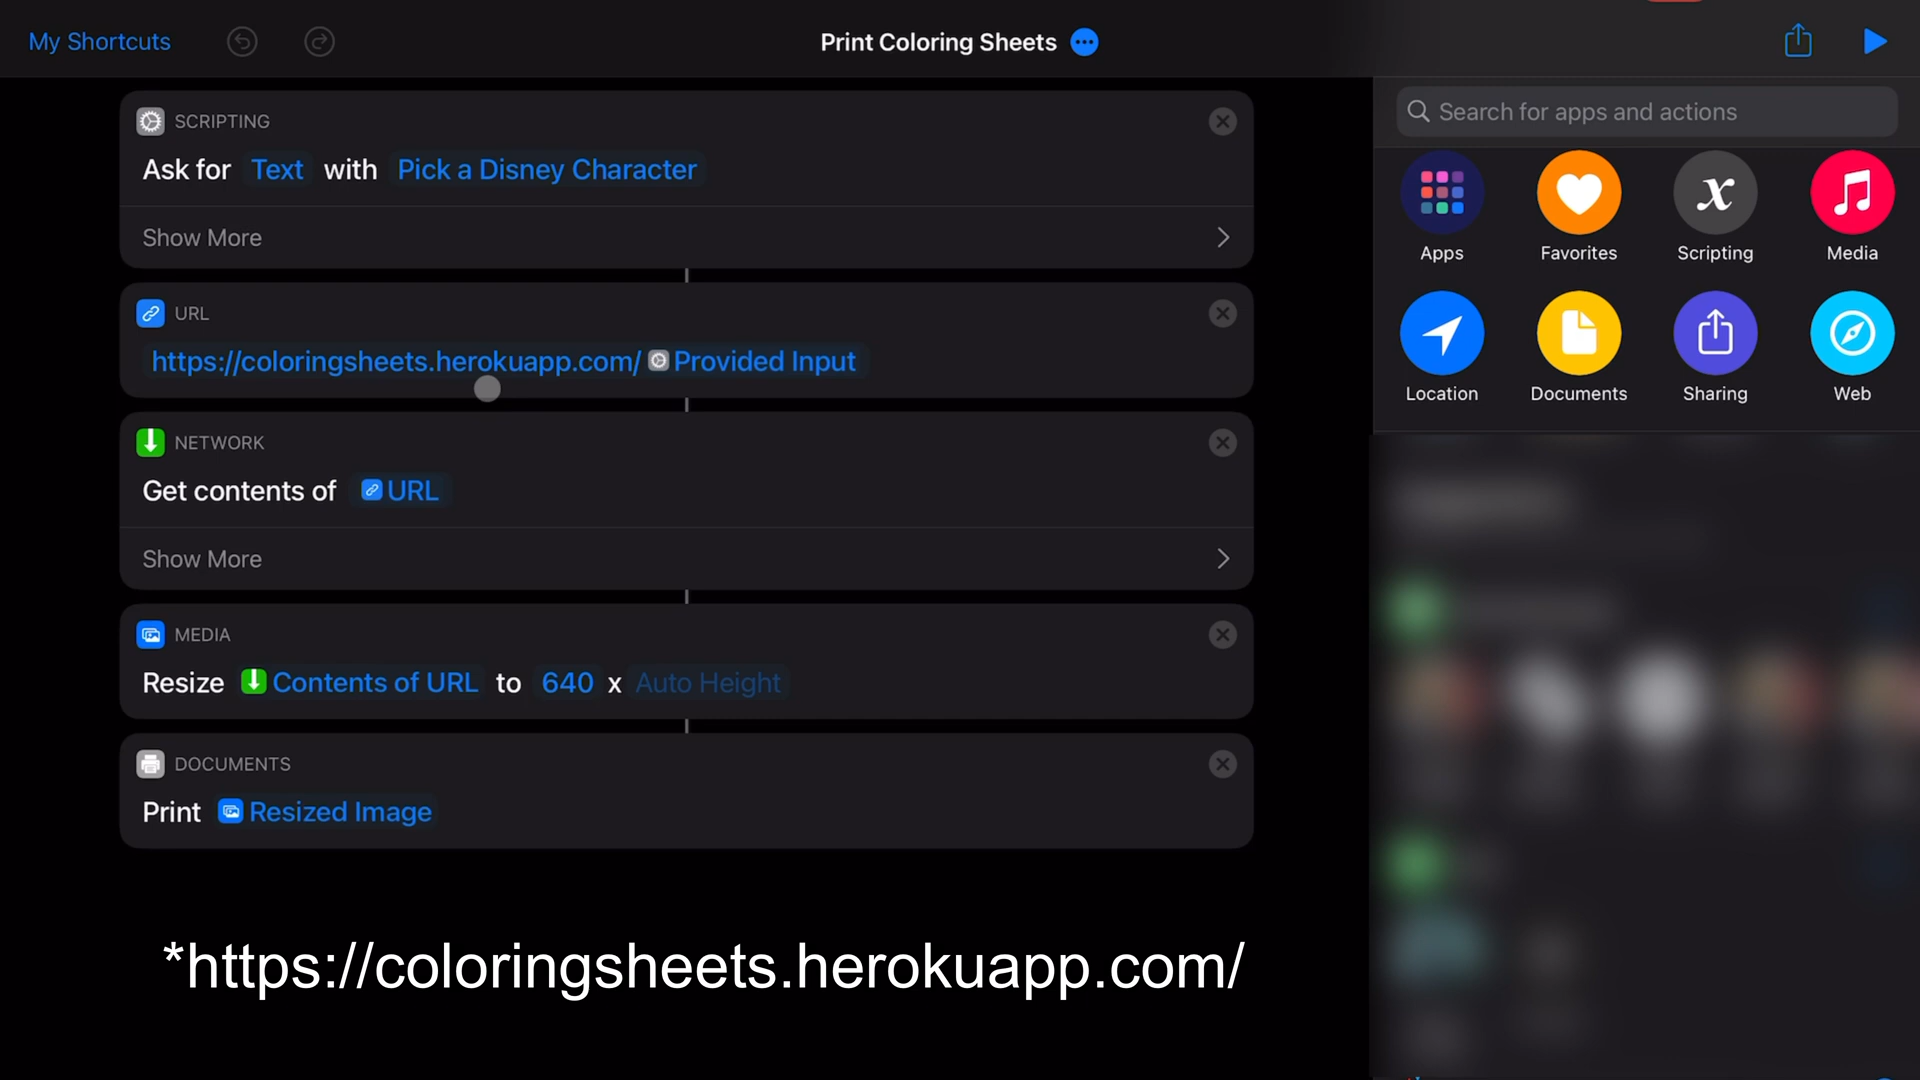 My Shortcuts
Print Coloring Sheets
SCRIPTING
Ask for Text with Pick a Disney Character
Show More
URL
https://coloringsheets.herokuapp.com/ Provided Input
NETWORK
Get contents of URL
Show More
MEDIA
Resize Contents of URL to 640 x Auto Height
DOCUMENTS
Print Resized Image
*https://coloringsheets.herokuapp.com/
Search for apps and actions
Apps Favorites Scripting Media
Location Documents Sharing Web